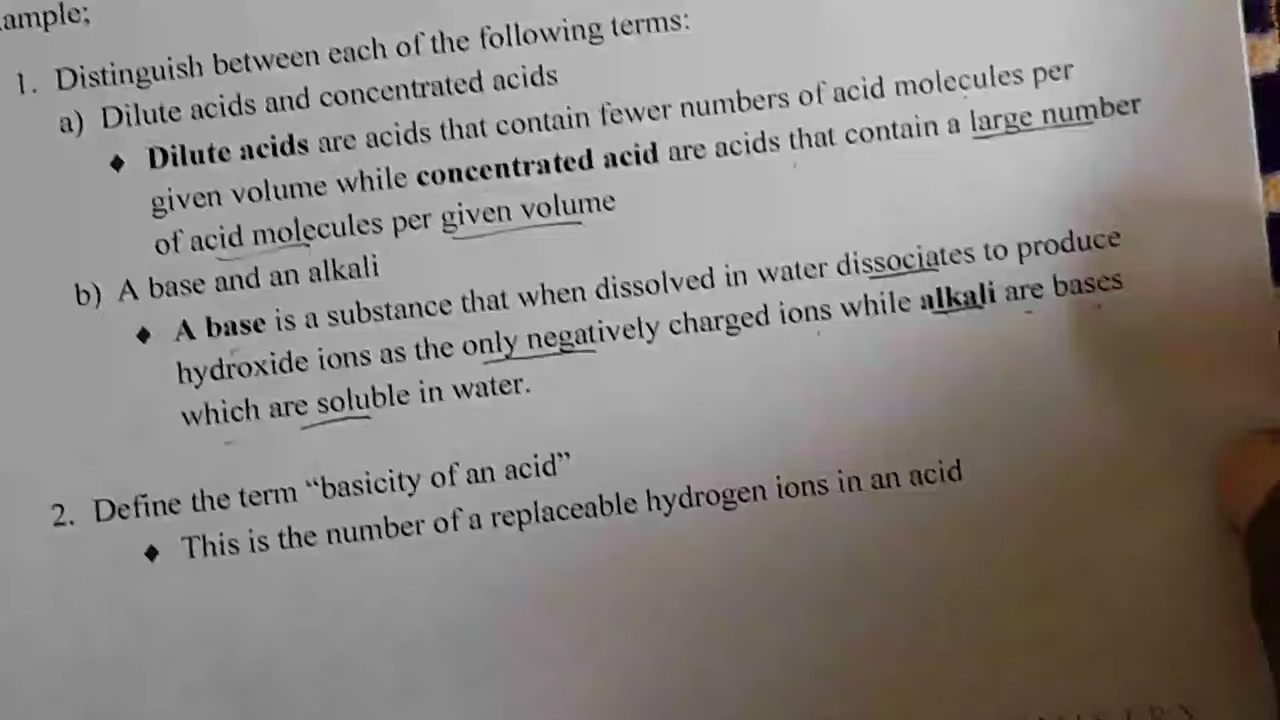 ample;
1. Distinguish between each of the following terms:
a) Dilute acids and concentrated acids
♦ Dilute acids are acids that contain fewer numbers of acid molecules per
given volume while concentrated acid are acids that contain a large number
of acid molecules per given volume
b) A base and an alkali
♦ A base is a substance that when dissolved in water dissociates to produce
hydroxide ions as the only negatively charged ions while alkali are bases
which are soluble in water.
2. Define the term “basicity of an acid”
♦ This is the number of a replaceable hydrogen ions in an acid